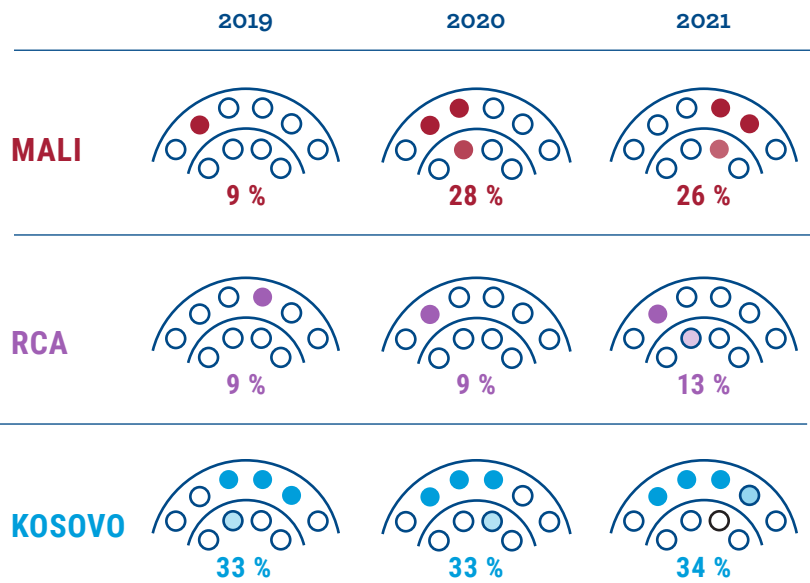 2019 2020 2021
MALI
9 % 28 % 26 %
RCA
9 % 9 % 13 %
KOSOVO
33 % 33 % 34 %